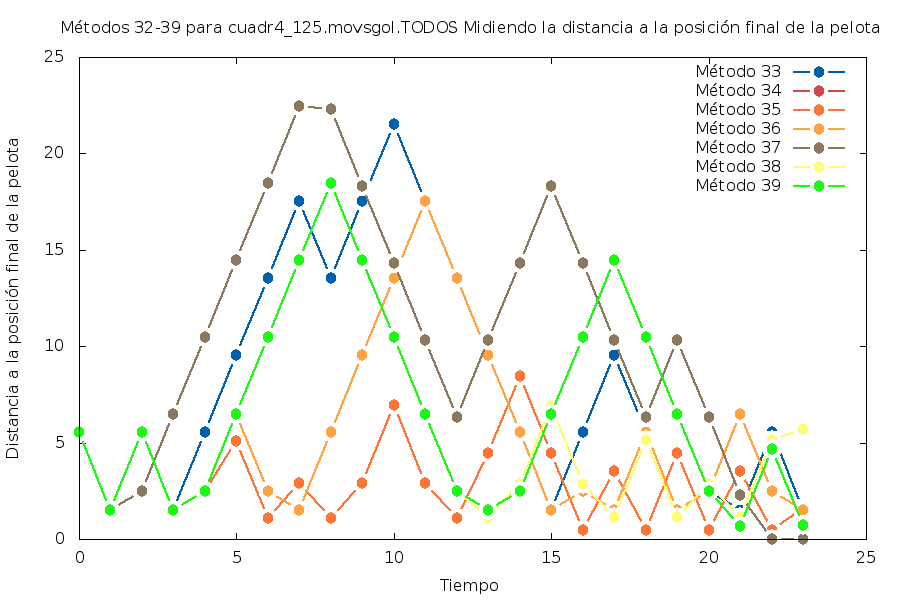 Métodos 32-39 para cuadr4_125.movsgol.TODOS Midiendo la distancia a la posición final de la pelota
Distancia a la posición final de la pelota
25
20
15
10
5
0
0 5 10 15 20 25
Tiempo
Método 33
Método 34
Método 35
Método 36
Método 37
Método 38
Método 39